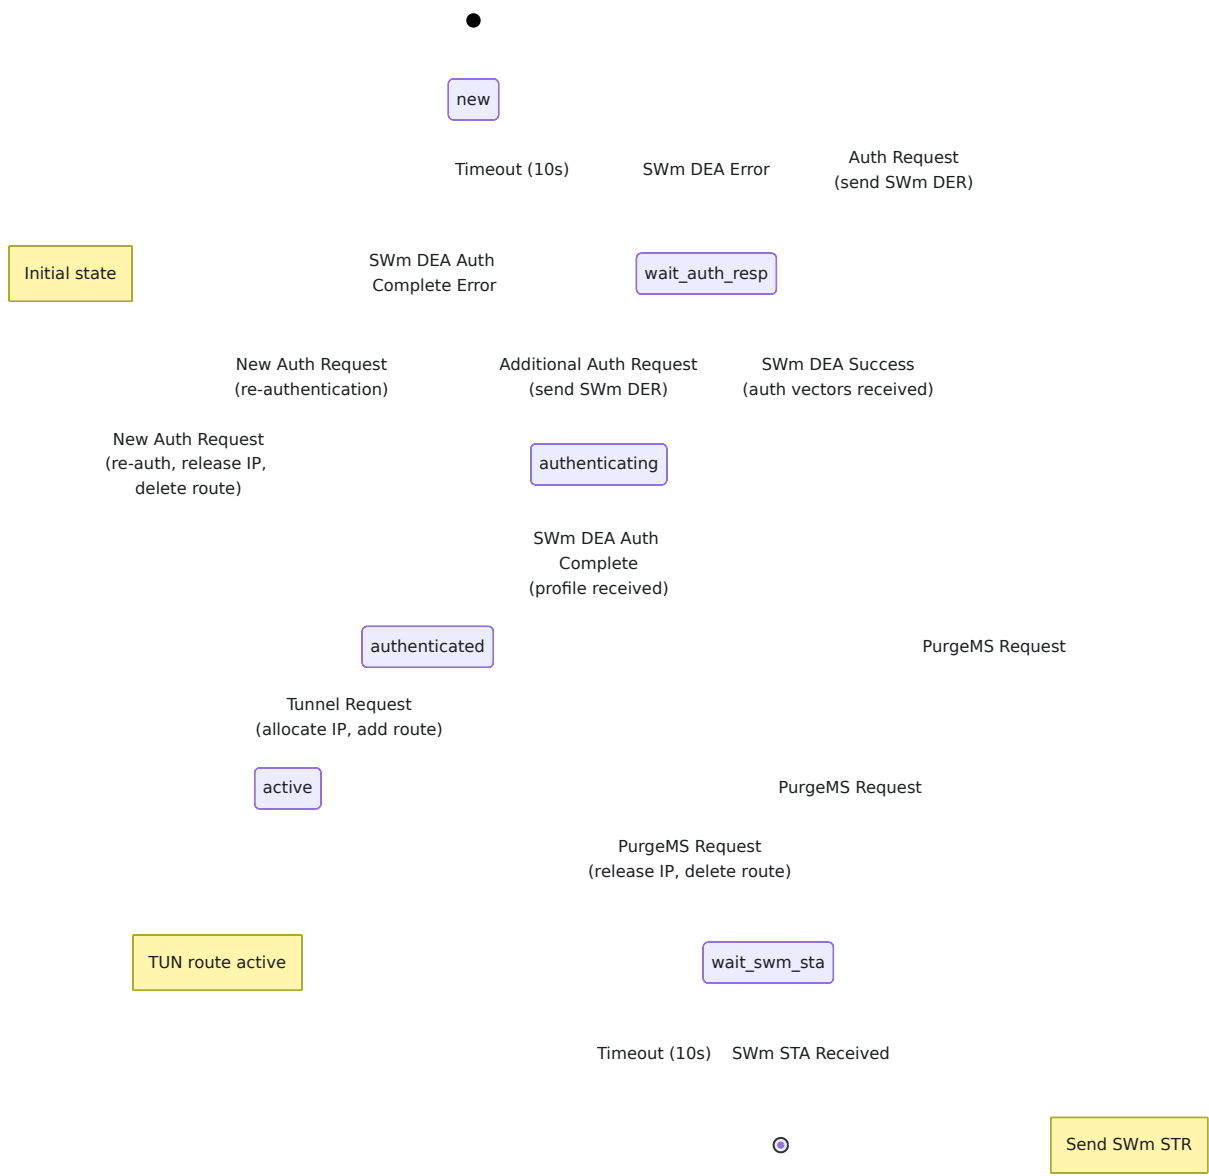 new
Timeout (10s)
SWm DEA Error
Auth Request
(send SWm DER)
Initial state
SWm DEA Auth
Complete Error
wait_auth_resp
New Auth Request
(re-authentication)
Additional Auth Request
(send SWm DER)
SWm DEA Success
(auth vectors received)
New Auth Request
(re-auth, release IP,
delete route)
authenticating
SWm DEA Auth
Complete
(profile received)
authenticated
PurgeMS Request
Tunnel Request
(allocate IP, add route)
active
PurgeMS Request
PurgeMS Request
(release IP, delete route)
TUN route active
wait_swm_sta
Timeout (10s)
SWm STA Received
Send SWm STR